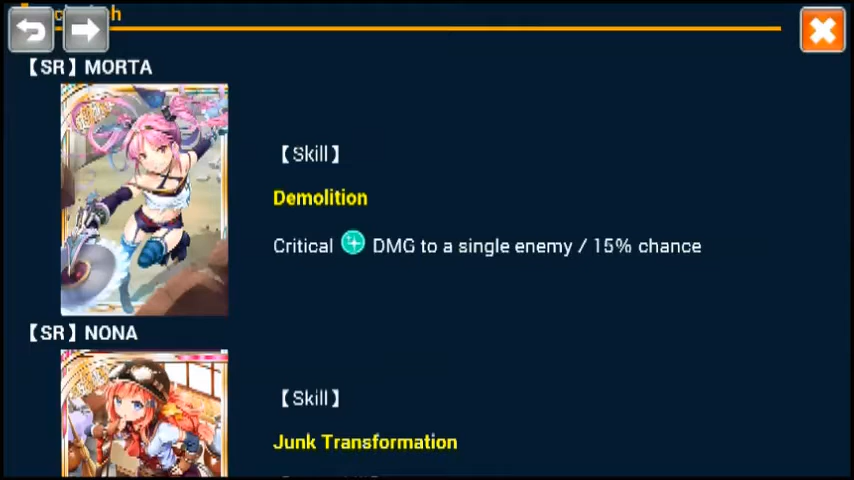 【SR】MORTA
【Skill】
Demolition
Critical DMG to a single enemy / 15% chance
【SR】NONA
【Skill】
Junk Transformation